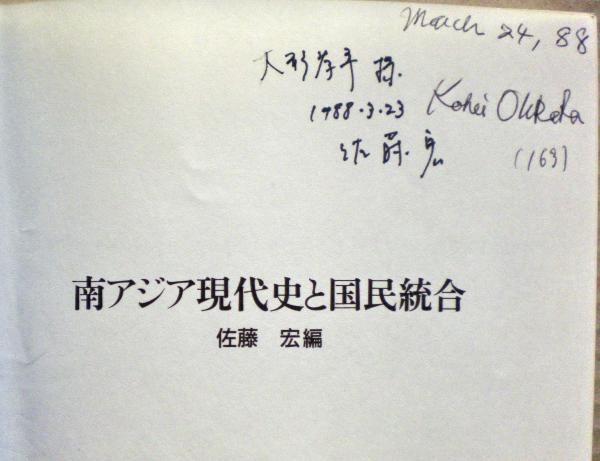 March 24, 88
大形孝平 様.
1988.3.23
Kohei Okkata
佐藤.宏
(169)
南アジア現代史と国民統合
佐藤 宏編